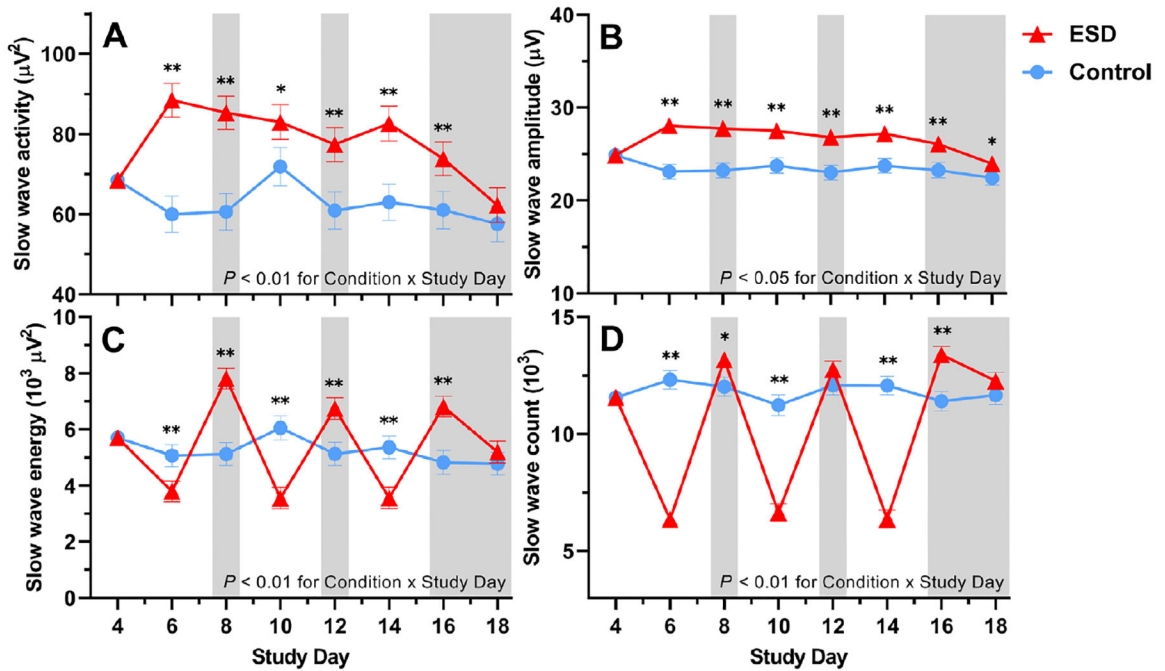 A
Slow wave activity (μV²)
110
100
80
60
40
**
**
*
**
**
**
P < 0.01 for Condition x Study Day
B
Slow wave amplitude (μV)
40
30
20
10
**
**
**
**
**
**
*
P < 0.05 for Condition x Study Day
ESD
Control
C
Slow wave energy (10³ μV²)
10
8
6
4
2
0
**
**
**
**
**
**
P < 0.01 for Condition x Study Day
4 6 8 10 12 14 16 18
Study Day
D
Slow wave count (10³)
15
10
5
**
*
**
**
**
P < 0.01 for Condition x Study Day
4 6 8 10 12 14 16 18
Study Day